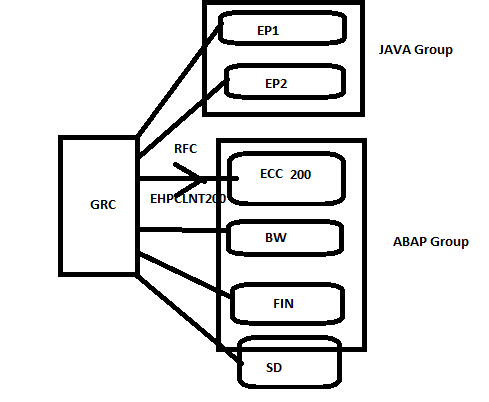 EP1
JAVA Group
EP2
RFC
ECC 200
EHPCLNT200
GRC
BW
ABAP Group
FIN
SD